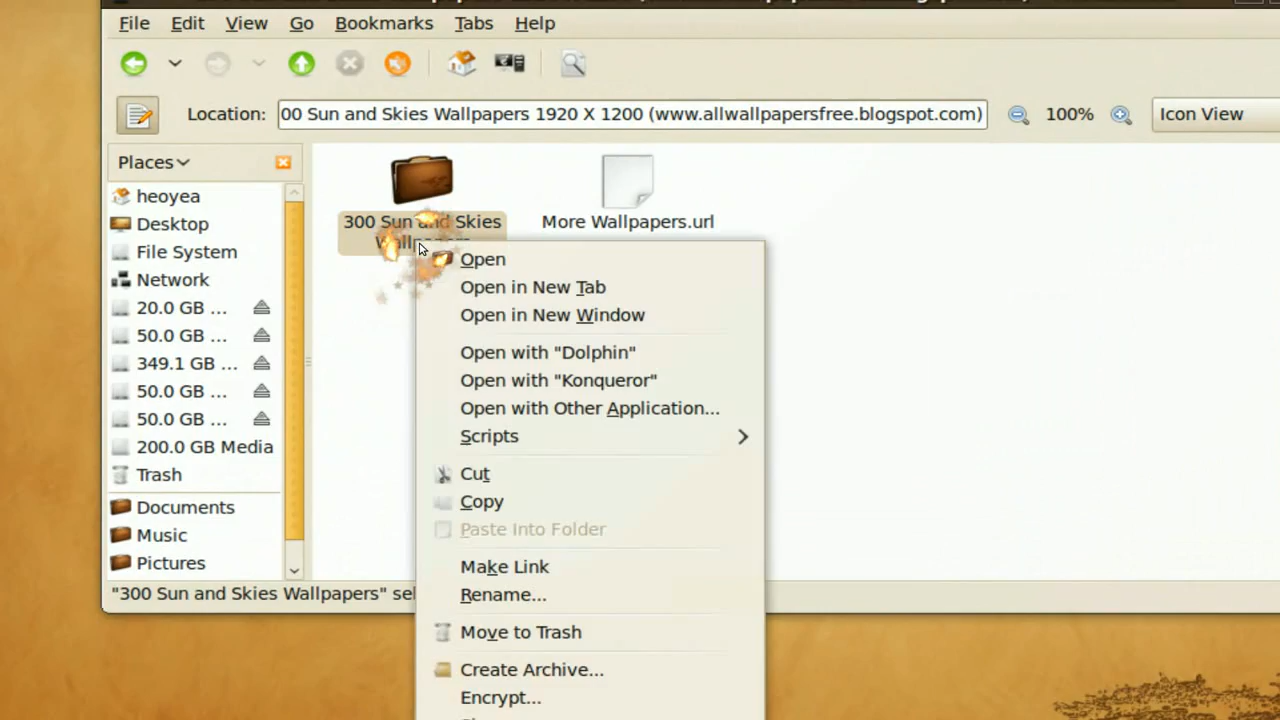 File Edit View Go Bookmarks Tabs Help
Location: 00 Sun and Skies Wallpapers 1920 X 1200 (www.allwallpapersfree.blogspot.com) 100% Icon View
Places
heoyea
Desktop
File System
Network
20.0 GB ...
50.0 GB ...
349.1 GB ...
50.0 GB ...
50.0 GB ...
200.0 GB Media
Trash
Documents
Music
Pictures
300 Sun and Skies
More Wallpapers.url
Open
Open in New Tab
Open in New Window
Open with "Dolphin"
Open with "Konqueror"
Open with Other Application...
Scripts
Cut
Copy
Paste Into Folder
Make Link
Rename...
Move to Trash
Create Archive...
Encrypt...
"300 Sun and Skies Wallpapers" sel